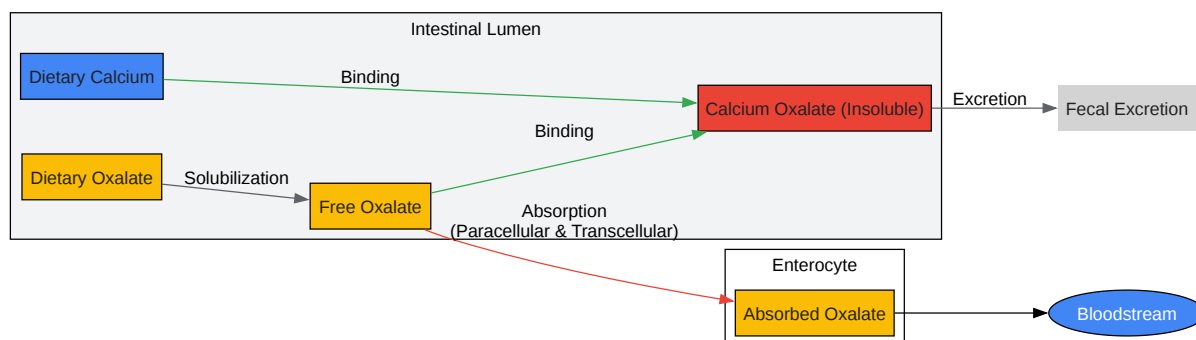 Intestinal Lumen
Dietary Calcium
Binding
Calcium Oxalate (Insoluble)
Excretion
Fecal Excretion
Binding
Dietary Oxalate
Solubilization
Free Oxalate
Absorption
(Paracellular & Transcellular)
Enterocyte
Absorbed Oxalate
Bloodstream